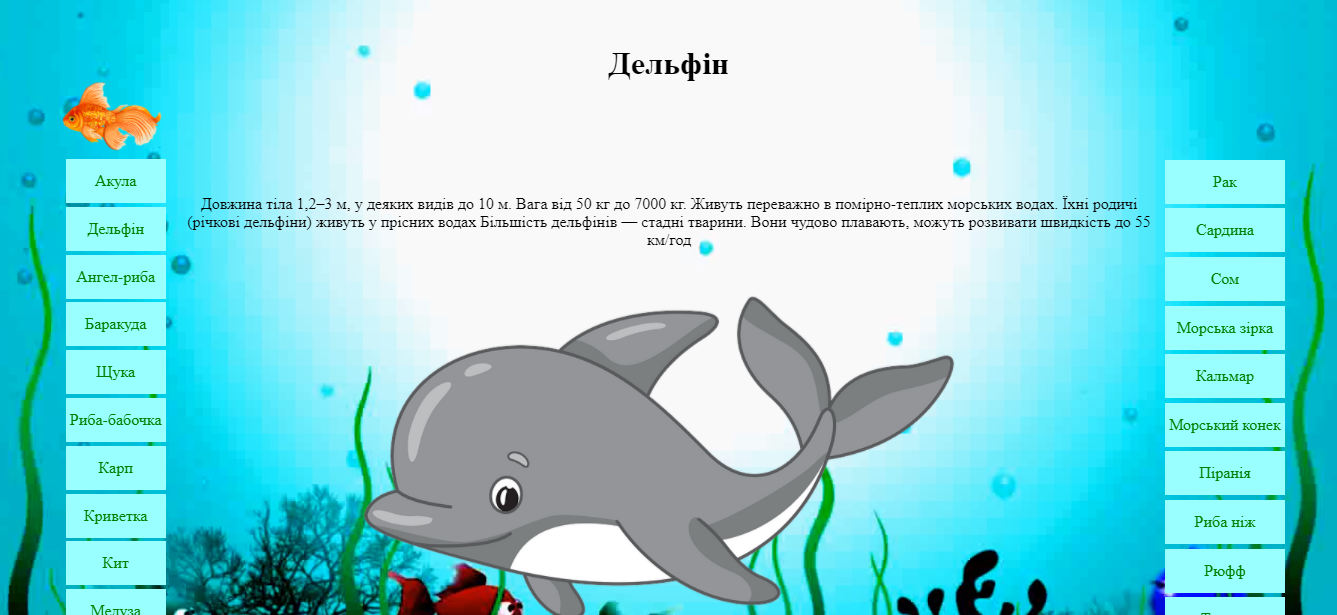 Дельфін
Довжина тіла 1,2–3 м, у деяких видів до 10 м. Вага від 50 кг до 7000 кг. Живуть переважно в помірно-теплих морських водах. Їхні родичі
(річкові дельфіни) живуть у прісних водах Більшість дельфінів — стадні тварини. Вони чудово плавають, можуть розвивати швидкість до 55
км/год
Акула
Дельфін
Ангел-риба
Баракуда
Щука
Риба-бабочка
Карп
Криветка
Кит
Медуза
Рак
Сардина
Сом
Морська зірка
Кальмар
Морський конек
Піранія
Риба ніж
Рюфф